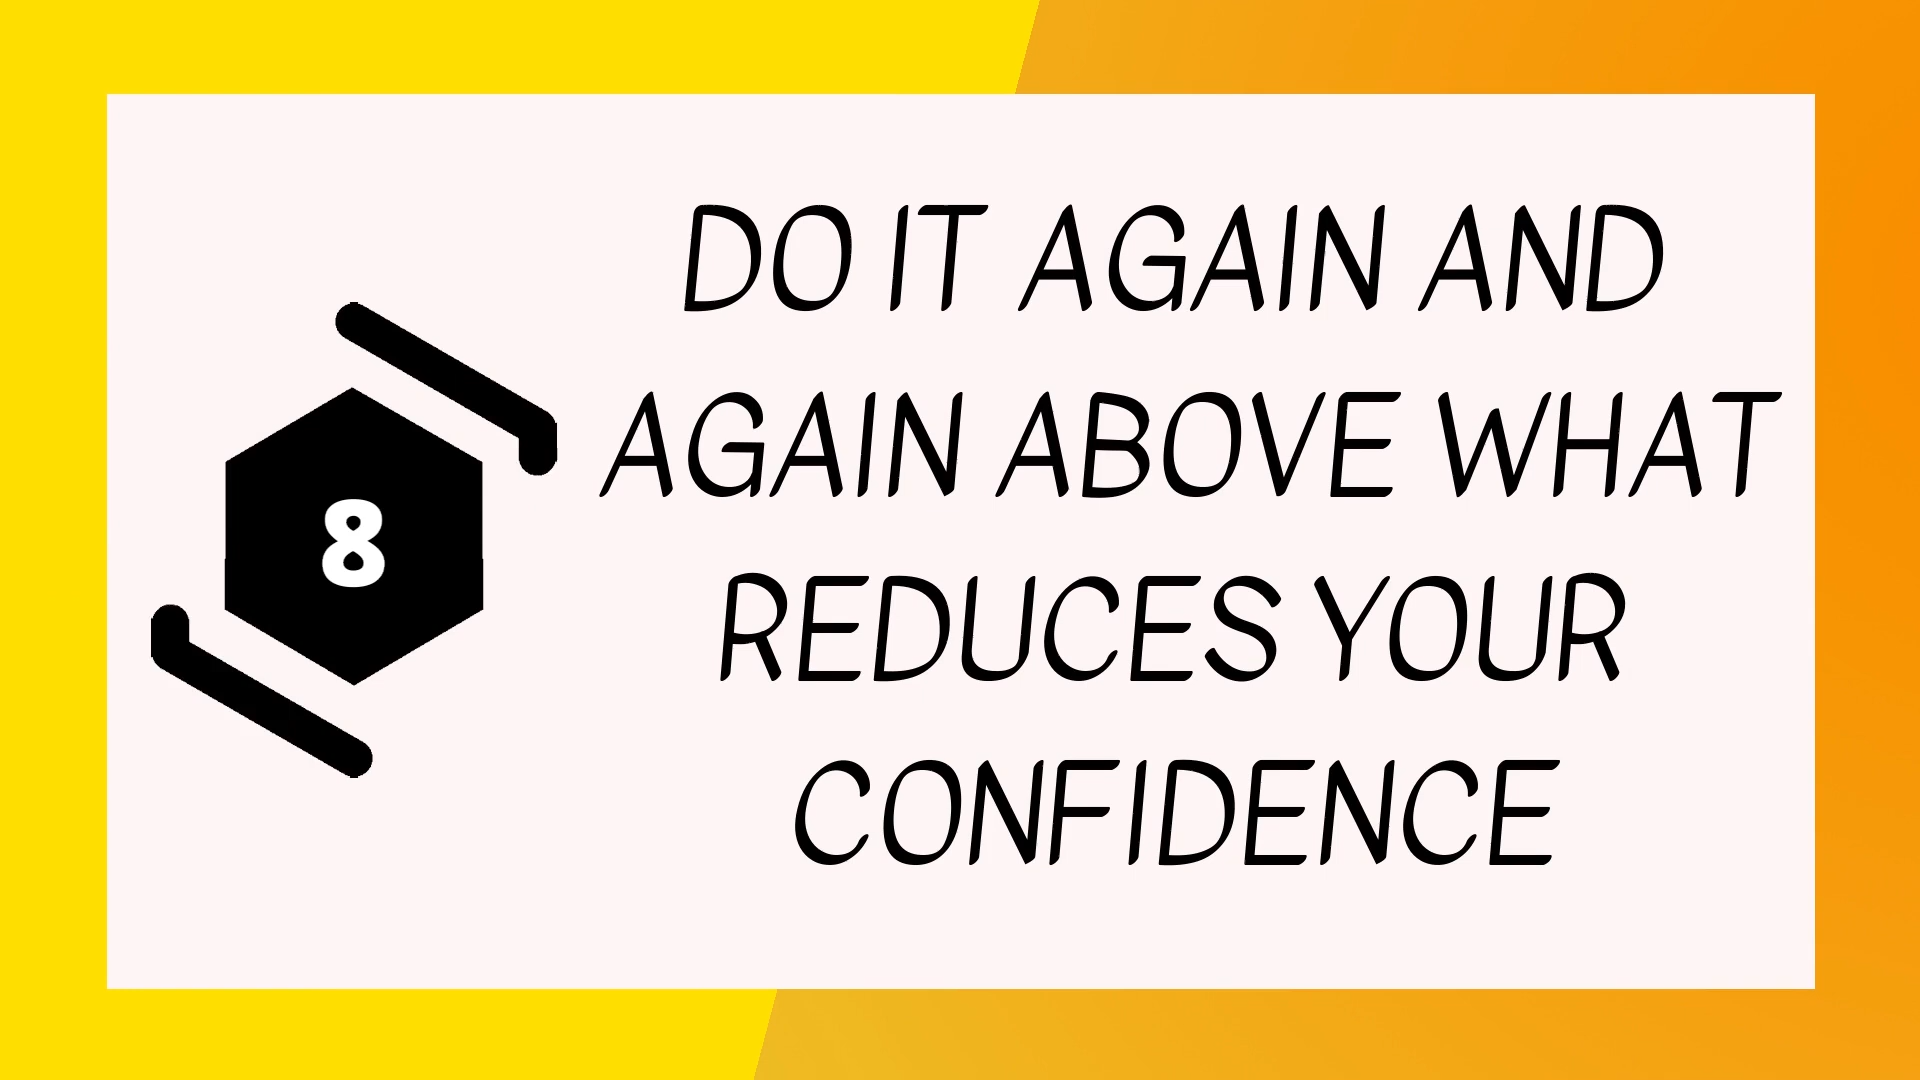 8
DO IT AGAIN AND
AGAIN ABOVE WHAT
REDUCES YOUR
CONFIDENCE